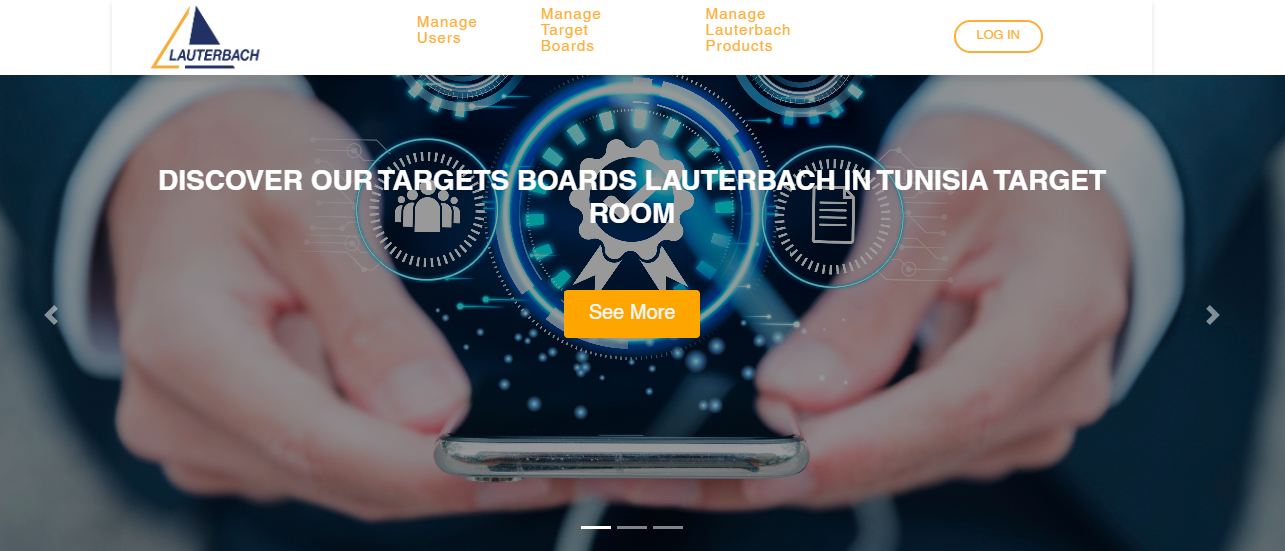 LAUTERBACH
Manage
Users
Manage
Target
Boards
Manage
Lauterbach
Products
LOG IN
DISCOVER OUR TARGETS BOARDS LAUTERBACH IN TUNISIA TARGET
ROOM
See More